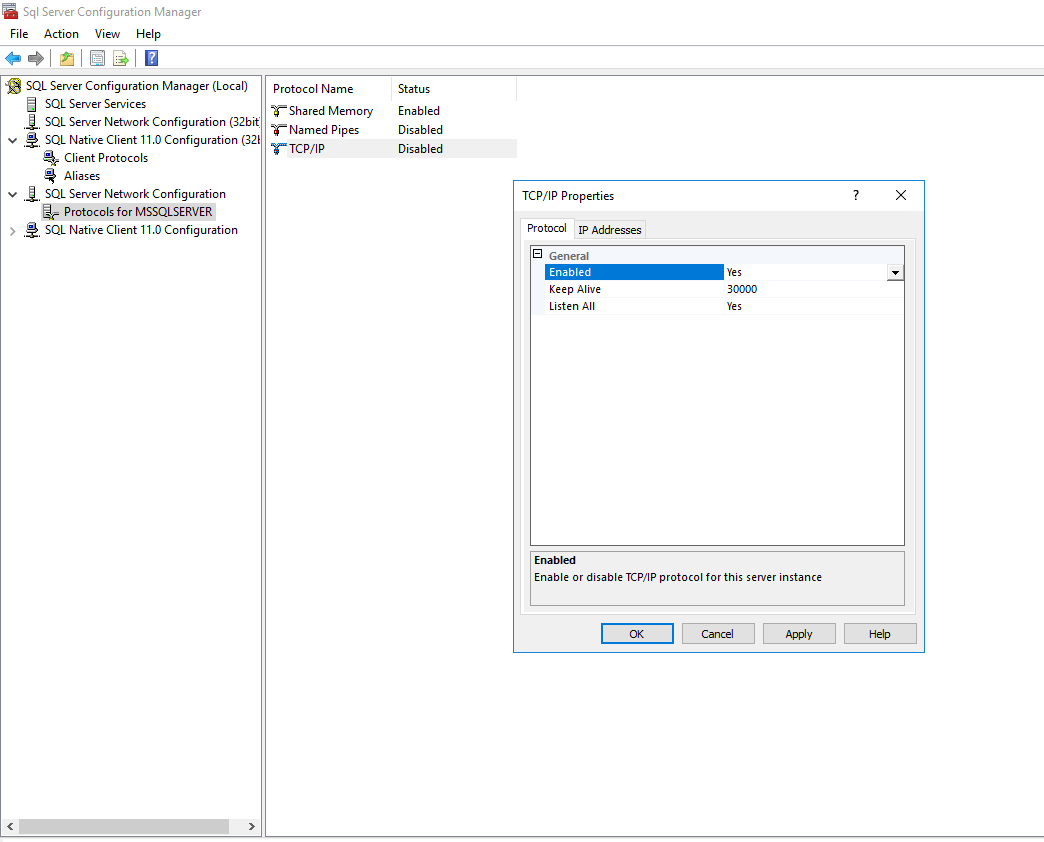 Sql Server Configuration Manager
File Action View Help
?
SQL Server Configuration Manager (Local)
SQL Server Services
SQL Server Network Configuration (32bit
SQL Native Client 11.0 Configuration (32b
Client Protocols
Aliases
SQL Server Network Configuration
Protocols for MSSQLSERVER
SQL Native Client 11.0 Configuration
Protocol Name Status
Shared Memory Enabled
Named Pipes Disabled
TCP/IP Disabled
TCP/IP Properties ?
Protocol IP Addresses
General
Enabled Yes
Keep Alive 30000
Listen All Yes
Enabled
Enable or disable TCP/IP protocol for this server instance
OK Cancel Apply Help